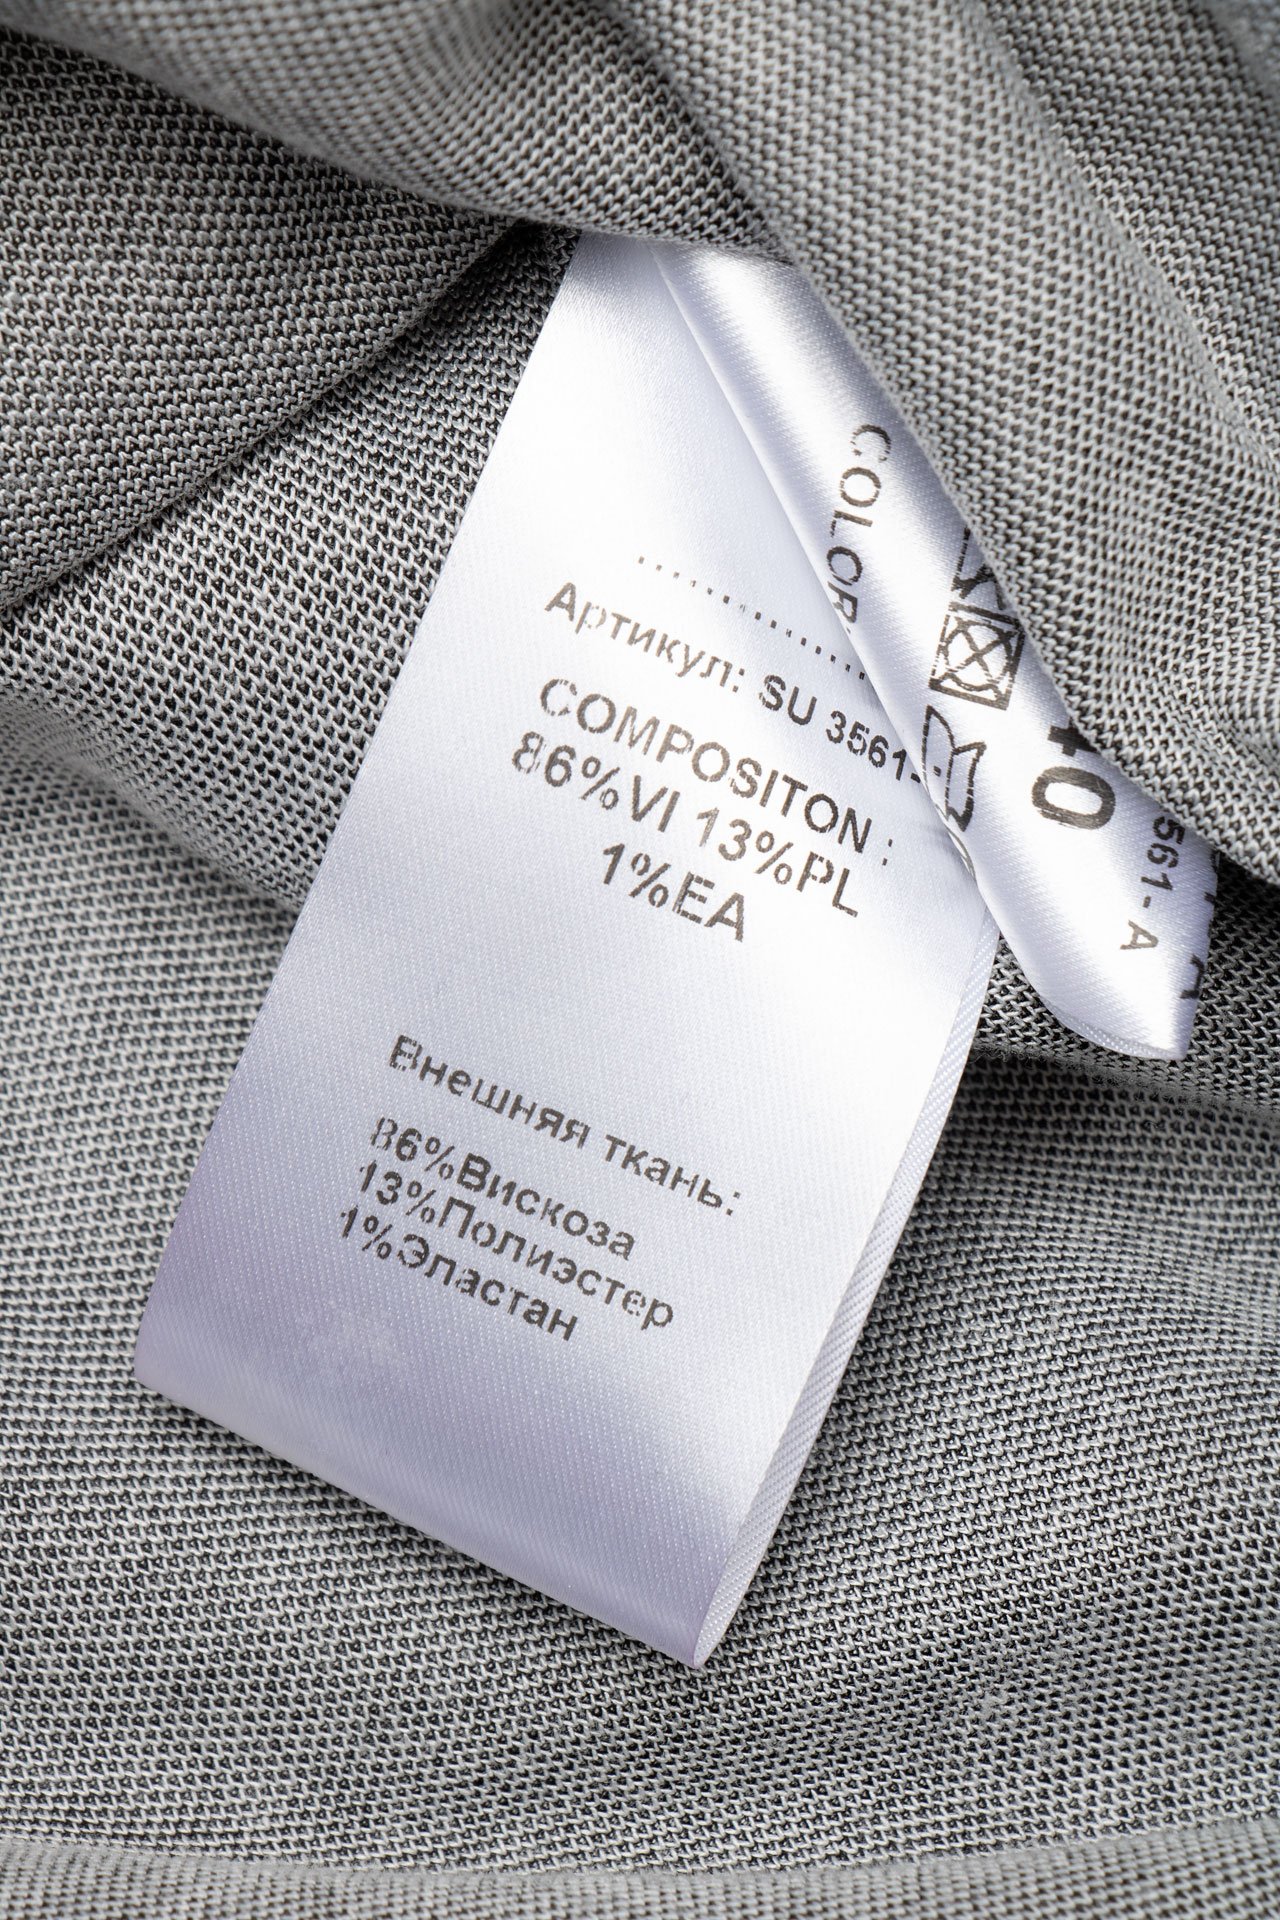 Артикул: SU 3561-
COMPOSITON :
86%VI 13%PL
1%EA
Внешняя ткань:
86%Вискоза
13%Полиэстер
1%Эластан
COLOR
40
561-A